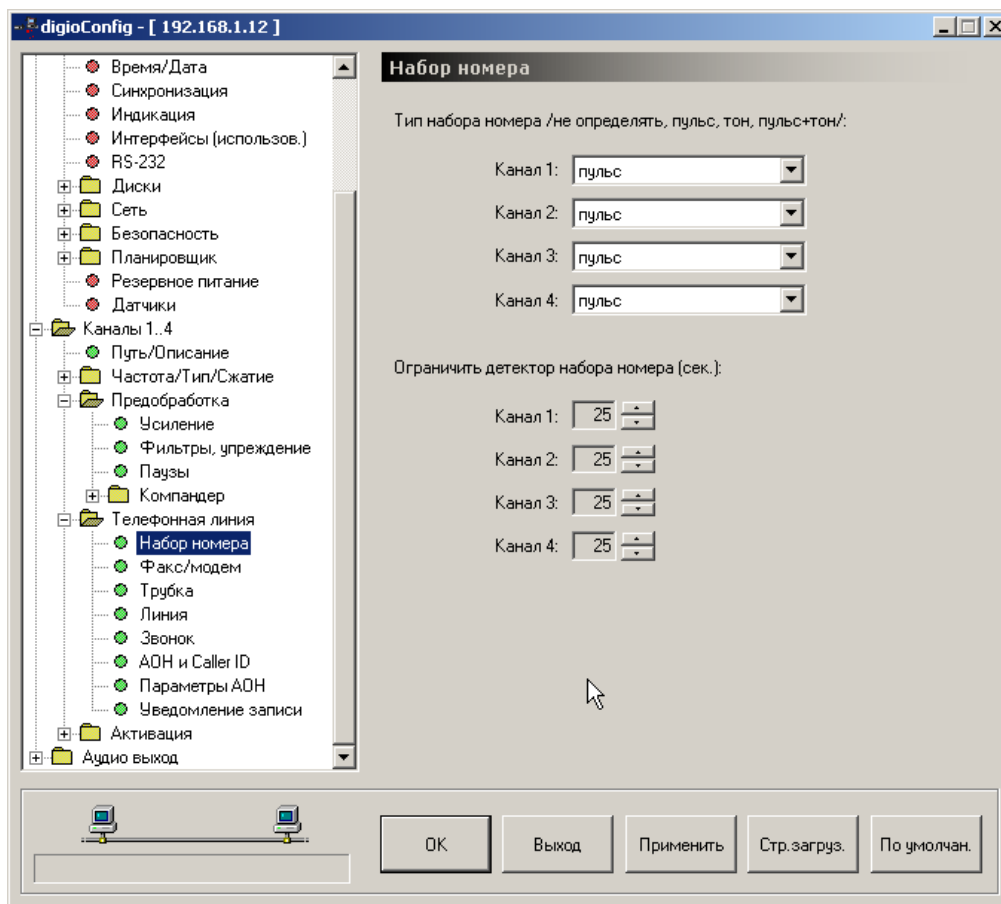 digioConfig - [ 192.168.1.12 ]
Время/Дата
Синхронизация
Индикация
Интерфейсы (использов.)
RS-232
Диски
Сеть
Безопасность
Планировщик
Резервное питание
Датчики
Каналы 1..4
Путь/Описание
Частота/Тип/Сжатие
Предобработка
Усиление
Фильтры, упреждение
Паузы
Компандер
Телефонная линия
Набор номера
Факс/модем
Трубка
Линия
Звонок
АОН и Caller ID
Параметры АОН
Уведомление записи
Активация
Аудио выход
Набор номера
Тип набора номера /не определять, пульс, тон, пульс+тон/:
Канал 1: пульс
Канал 2: пульс
Канал 3: пульс
Канал 4: пульс
Ограничить детектор набора номера (сек.):
Канал 1: 25
Канал 2: 25
Канал 3: 25
Канал 4: 25
OK Выход Применить Стр.загруз. По умолчан.